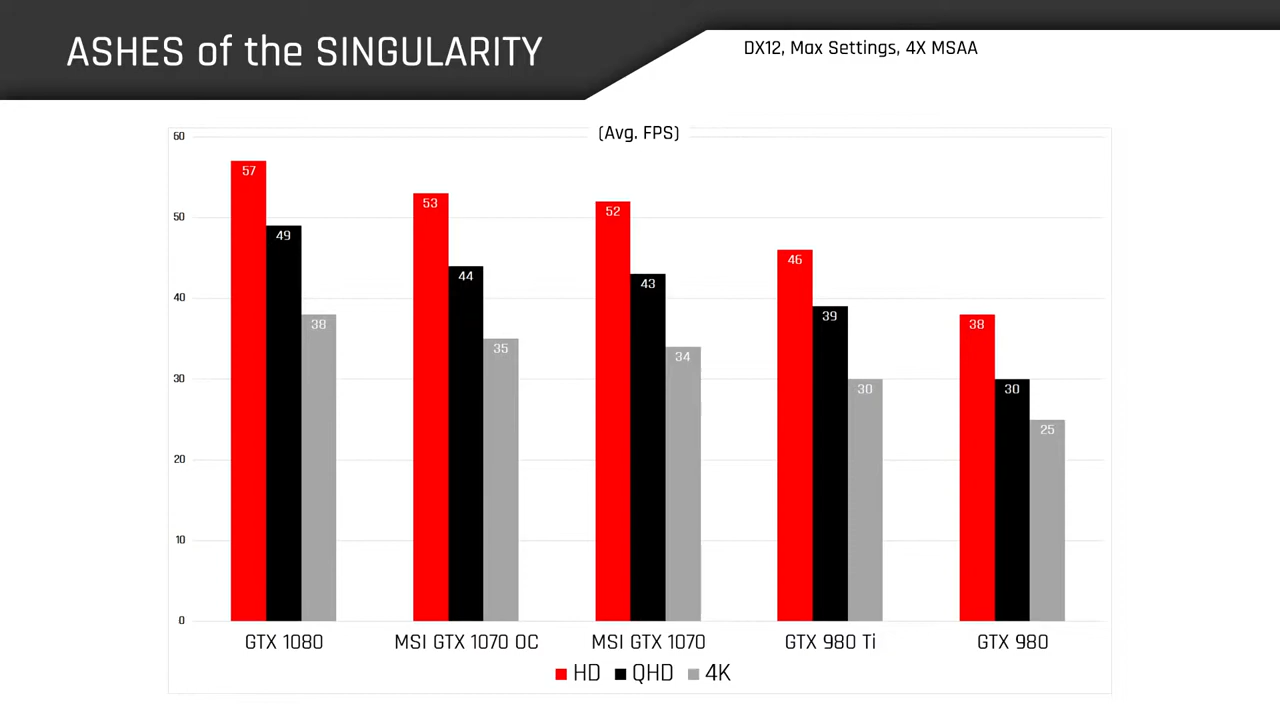 ASHES of the SINGULARITY
DX12, Max Settings, 4X MSAA
(Avg. FPS)
60
50
40
30
20
10
0
57
49
38
53
44
35
52
43
34
46
39
30
38
30
25
GTX 1080
MSI GTX 1070 OC
MSI GTX 1070
GTX 980 Ti
GTX 980
HD QHD 4K